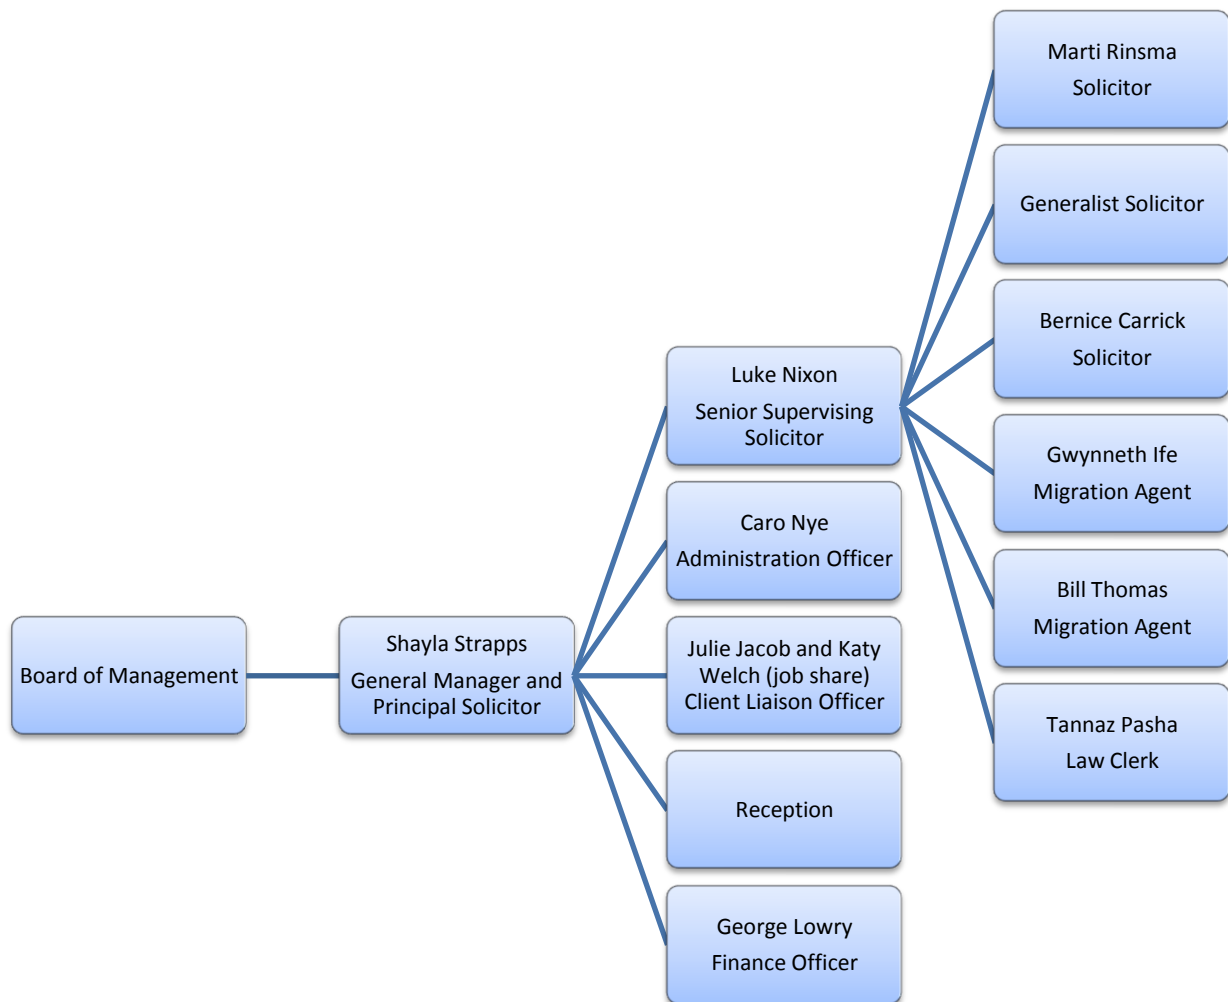 Board of Management
Shayla Strapps
General Manager and
Principal Solicitor
Luke Nixon
Senior Supervising
Solicitor
Caro Nye
Administration Officer
Julie Jacob and Katy
Welch (job share)
Client Liaison Officer
Reception
George Lowry
Finance Officer
Marti Rinsma
Solicitor
Generalist Solicitor
Bernice Carrick
Solicitor
Gwynneth Ife
Migration Agent
Bill Thomas
Migration Agent
Tannaz Pasha
Law Clerk